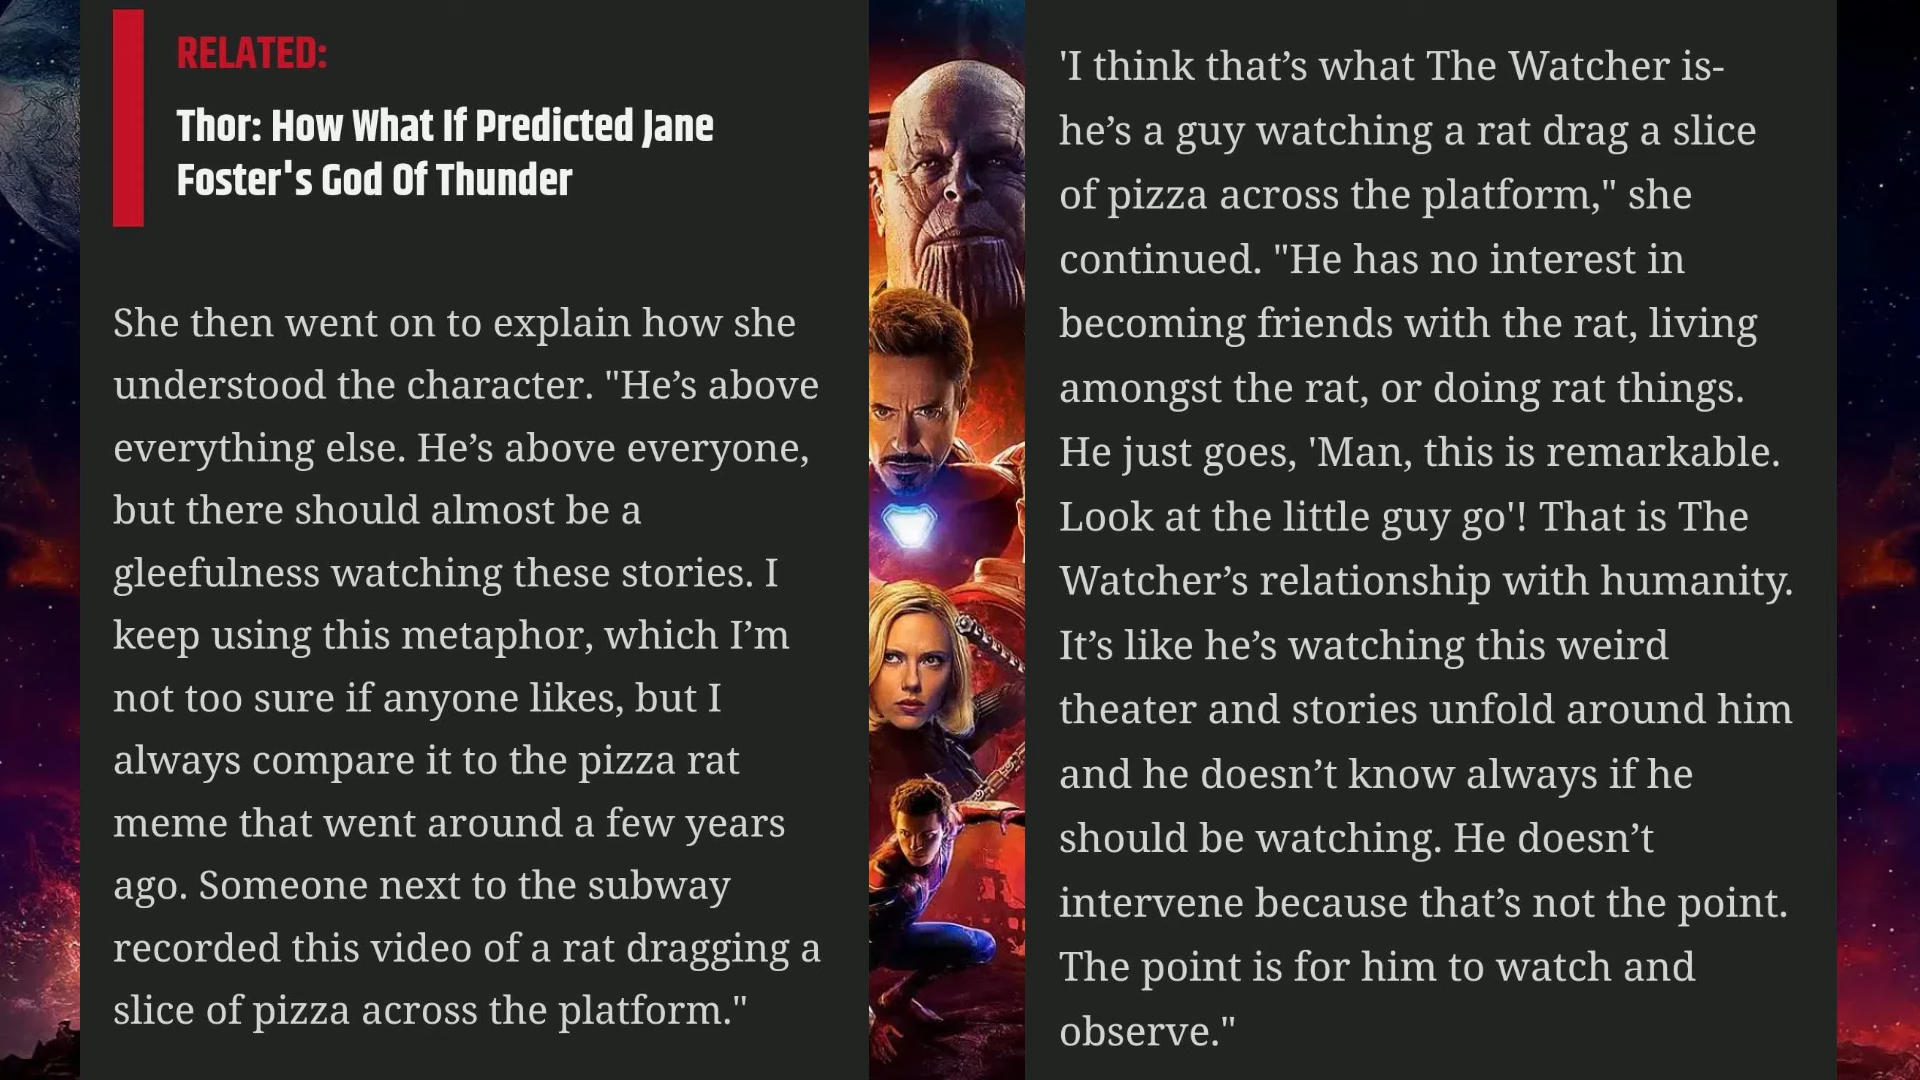 RELATED:
Thor: How What If Predicted Jane
Foster's God Of Thunder
She then went on to explain how she
understood the character. "He’s above
everything else. He’s above everyone,
but there should almost be a
gleefulness watching these stories. I
keep using this metaphor, which I’m
not too sure if anyone likes, but I
always compare it to the pizza rat
meme that went around a few years
ago. Someone next to the subway
recorded this video of a rat dragging a
slice of pizza across the platform."
'I think that’s what The Watcher is-
he’s a guy watching a rat drag a slice
of pizza across the platform," she
continued. "He has no interest in
becoming friends with the rat, living
amongst the rat, or doing rat things.
He just goes, 'Man, this is remarkable.
Look at the little guy go'! That is The
Watcher’s relationship with humanity.
It’s like he’s watching this weird
theater and stories unfold around him
and he doesn’t know always if he
should be watching. He doesn’t
intervene because that’s not the point.
The point is for him to watch and
observe."